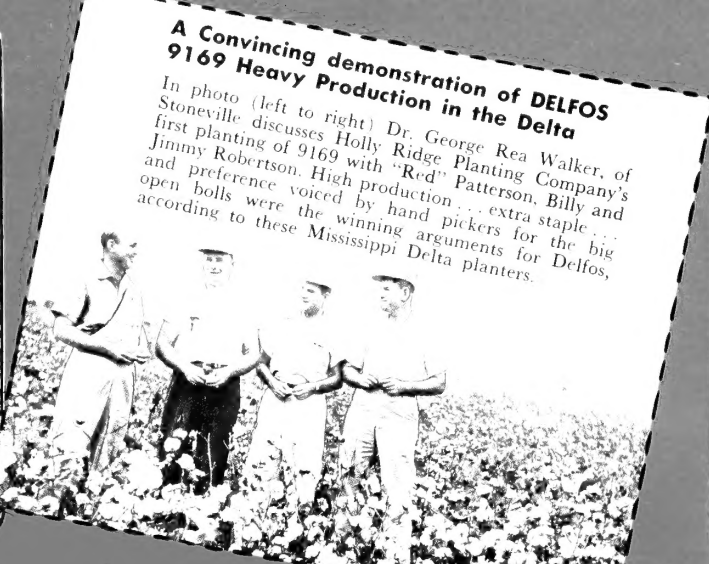 A Convincing demonstration of DELFOS
9169 Heavy Production in the Delta
In photo (left to right) Dr. George Rea Walker, of
Stoneville discusses Holly Ridge Planting Company's
first planting of 9169 with "Red" Patterson, Billy and
Jimmy Robertson. High production . . . extra staple . . .
and preference voiced by hand pickers for the big
open bolls were the winning arguments for Delfos,
according to these Mississippi Delta planters.